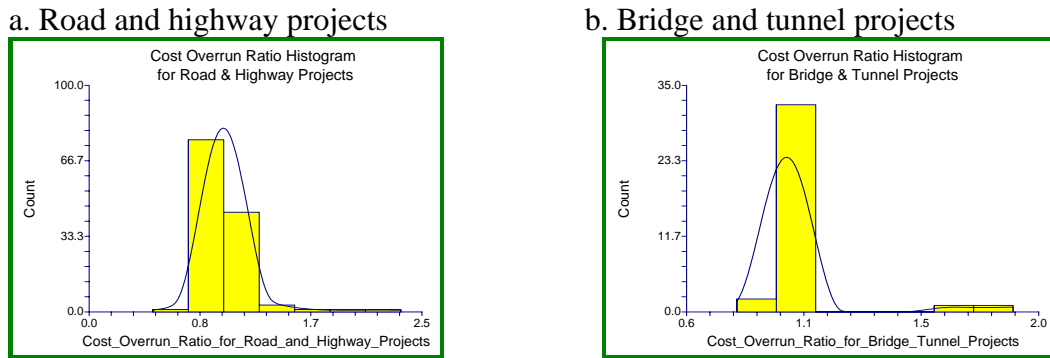 a. Road and highway projects
Cost Overrun Ratio Histogram
for Road & Highway Projects
100.0
66.7
33.3
0.0
Count
0.0 0.8 1.7 2.5
Cost_Overrun_Ratio_for_Road_and_Highway_Projects
b. Bridge and tunnel projects
Cost Overrun Ratio Histogram
for Bridge & Tunnel Projects
35.0
23.3
11.7
0.0
Count
0.6 1.1 1.5 2.0
Cost_Overrun_Ratio_for_Bridge_Tunnel_Projects